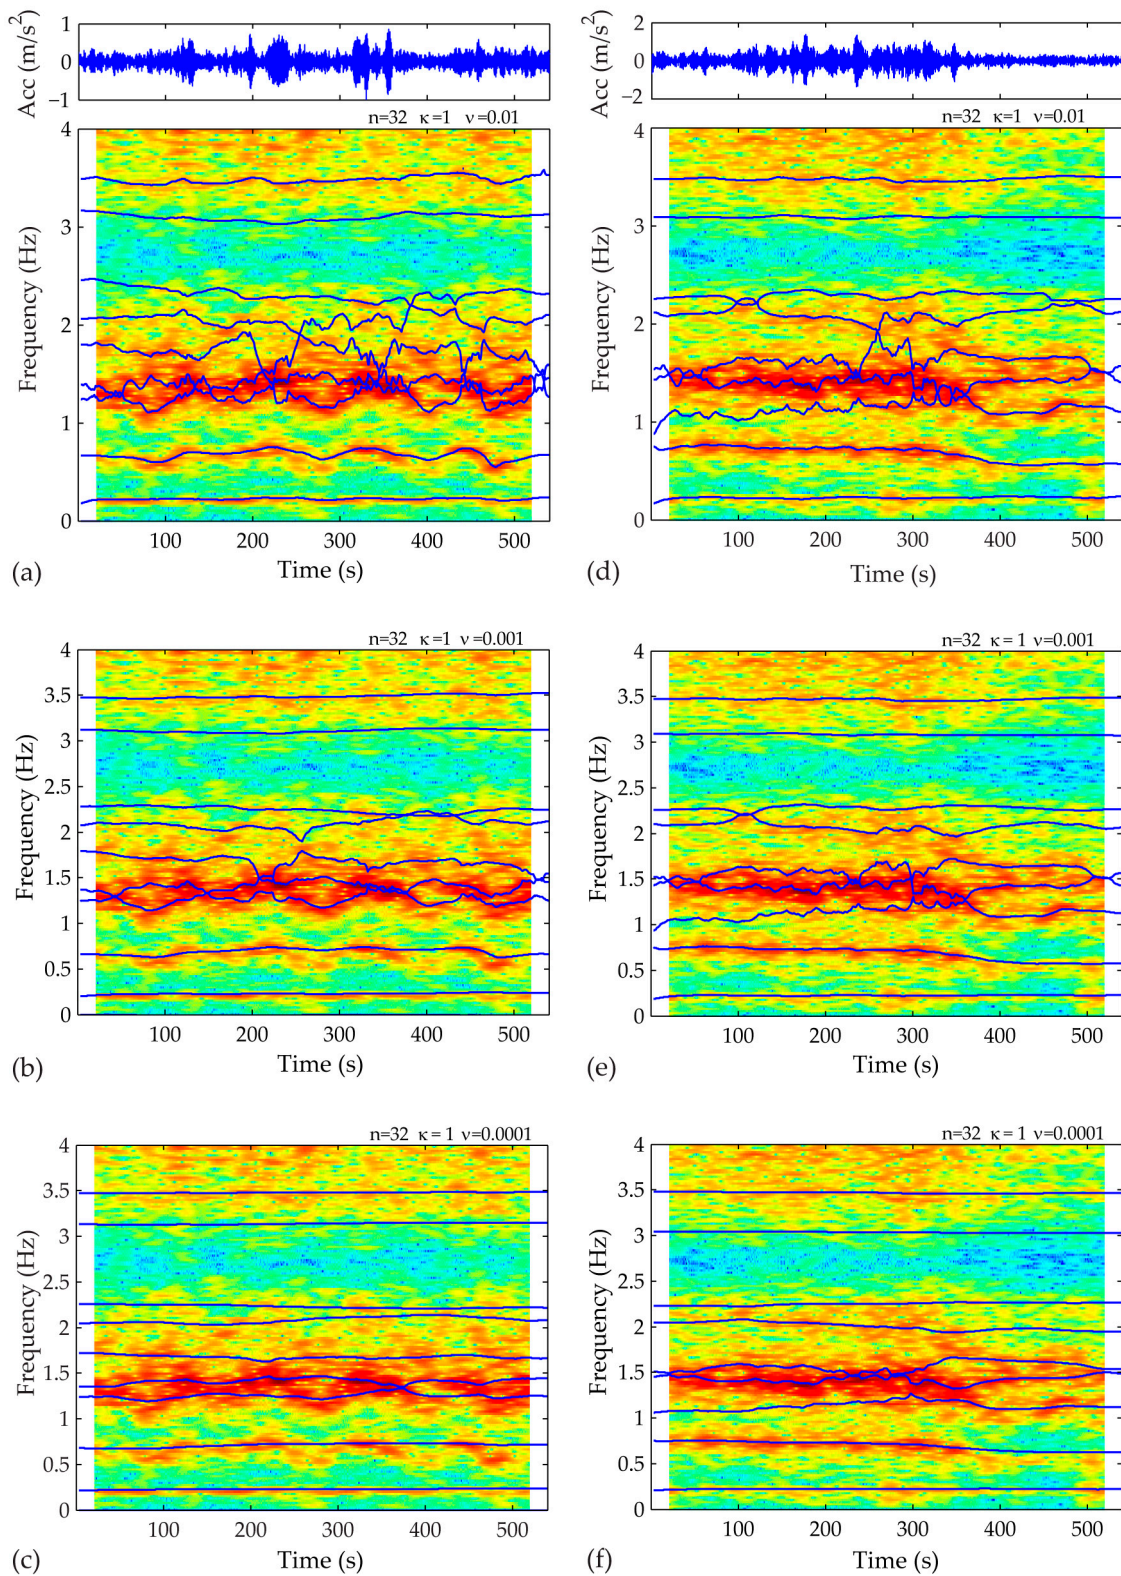 Acc (m/s²)
1
0
−1
n=32 κ=1 ν=0.01
Frequency (Hz)
4
3
2
1
0
100 200 300 400 500
(a) Time (s)
Acc (m/s²)
2
0
−2
n=32 κ=1 ν=0.01
Frequency (Hz)
4
3
2
1
0
100 200 300 400 500
(d) Time (s)
n=32 κ=1 ν=0.001
Frequency (Hz)
4
3.5
3
2.5
2
1.5
1
0.5
0
100 200 300 400 500
(b) Time (s)
n=32 κ = 1 ν=0.001
Frequency (Hz)
4
3.5
3
2.5
2
1.5
1
0.5
0
100 200 300 400 500
(e) Time (s)
n=32 κ = 1 ν=0.0001
Frequency (Hz)
4
3.5
3
2.5
2
1.5
1
0.5
0
100 200 300 400 500
(c) Time (s)
n=32 κ = 1 ν=0.0001
Frequency (Hz)
4
3.5
3
2.5
2
1.5
1
0.5
0
100 200 300 400 500
(f) Time (s)